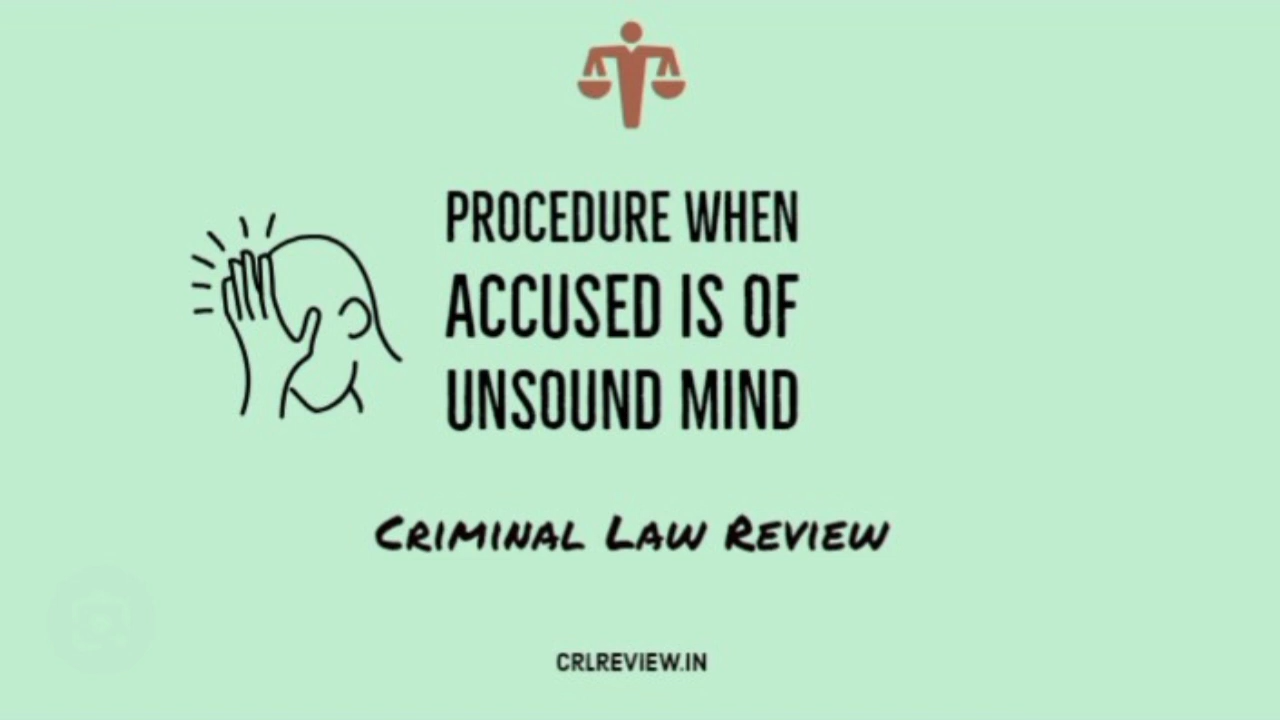 PROCEDURE WHEN
ACCUSED IS OF
UNSOUND MIND
CRIMINAL LAW REVIEW
CRLREVIEW.IN